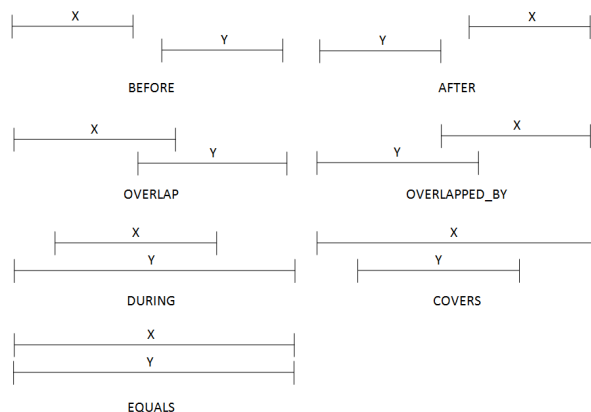 X
Y
BEFORE
X
Y
AFTER
X
Y
OVERLAP
X
Y
OVERLAPPED_BY
X
Y
DURING
X
Y
COVERS
X
Y
EQUALS